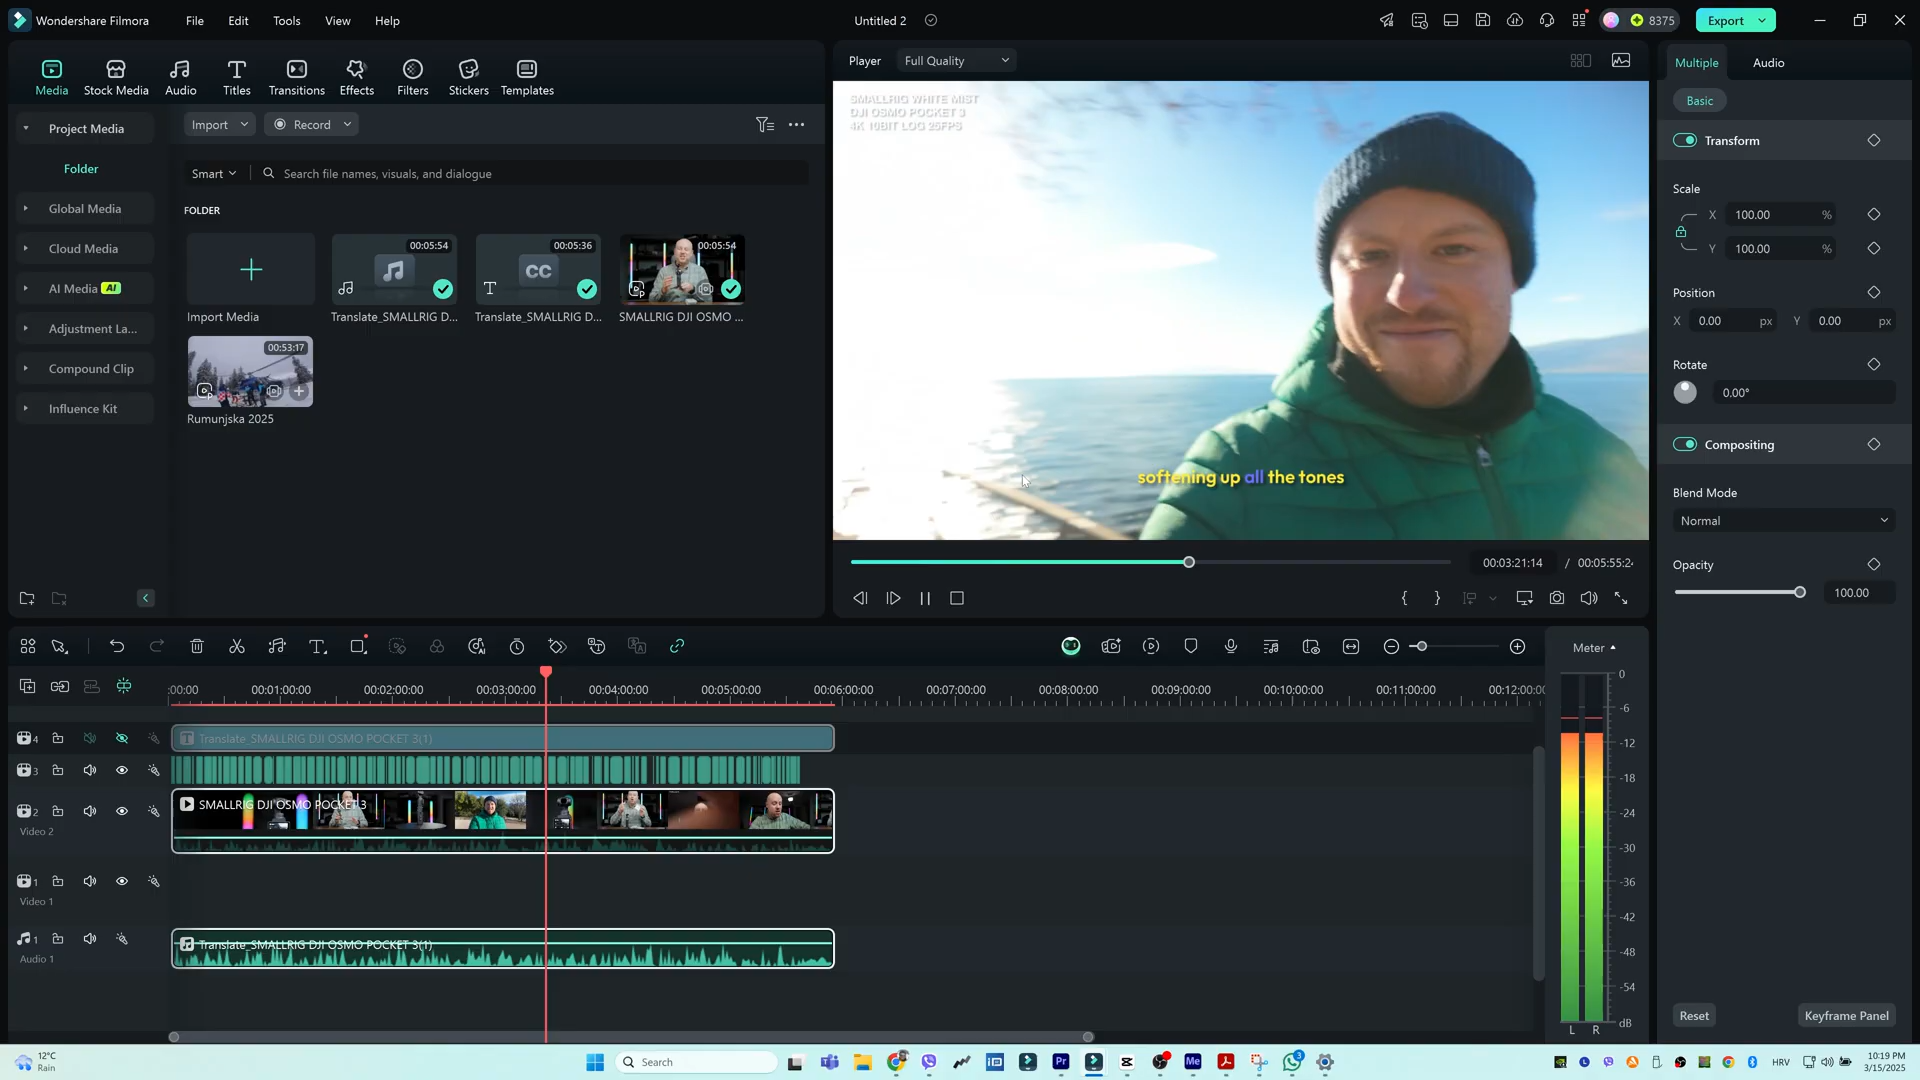 Wondershare Filmora
File
Edit
Tools
View
Help
Untitled 2
8375
Export
Media
Stock Media
Audio
Titles
Transitions
Effects
Filters
Stickers
Templates
Project Media
Folder
Global Media
Cloud Media
AI Media AI
Adjustment La...
Compound Clip
Influence Kit
Import
Record
Smart
Search file names, visuals, and dialogue
FOLDER
00:05:54
00:05:36
CC
00:05:54
Import Media
Translate_SMALLRIG D...
Translate_SMALLRIG D...
SMALLRIG DJI OSMO ...
00:53:17
Rumunjska 2025
Player
Full Quality
SMALLRIG WHITE MIST
DJI OSMO POCKET 3
4K 10BIT LOG 25FPS
softening up all the tones
00:03:21:14
/
00:05:55:2
Multiple
Audio
Basic
Transform
Scale
X
100.00
%
Y
100.00
%
Position
X
0.00
px
Y
0.00
px
Rotate
0.00°
Compositing
Blend Mode
Normal
Opacity
100.00
Reset
Keyframe Panel
:00:00
00:01:00:00
00:02:00:00
00:03:00:00
00:04:00:00
00:05:00:00
00:06:00:00
00:07:00:00
00:08:00:00
00:09:00:00
00:10:00:00
00:11:00:00
00:12:00:0
4
Translate_SMALLRIG DJI OSMO POCKET 3(1)
3
2
Video 2
SMALLRIG DJI OSMO POCKET 3
1
Video 1
1
Audio 1
Translate_SMALLRIG DJI OSMO POCKET 3(1)
Meter
0
-6
-12
-18
-24
-30
-36
-42
-48
-54
dB
L
R
12°C
Rain
Search
Pr
Me
3
HRV
10:19 PM
3/15/2025